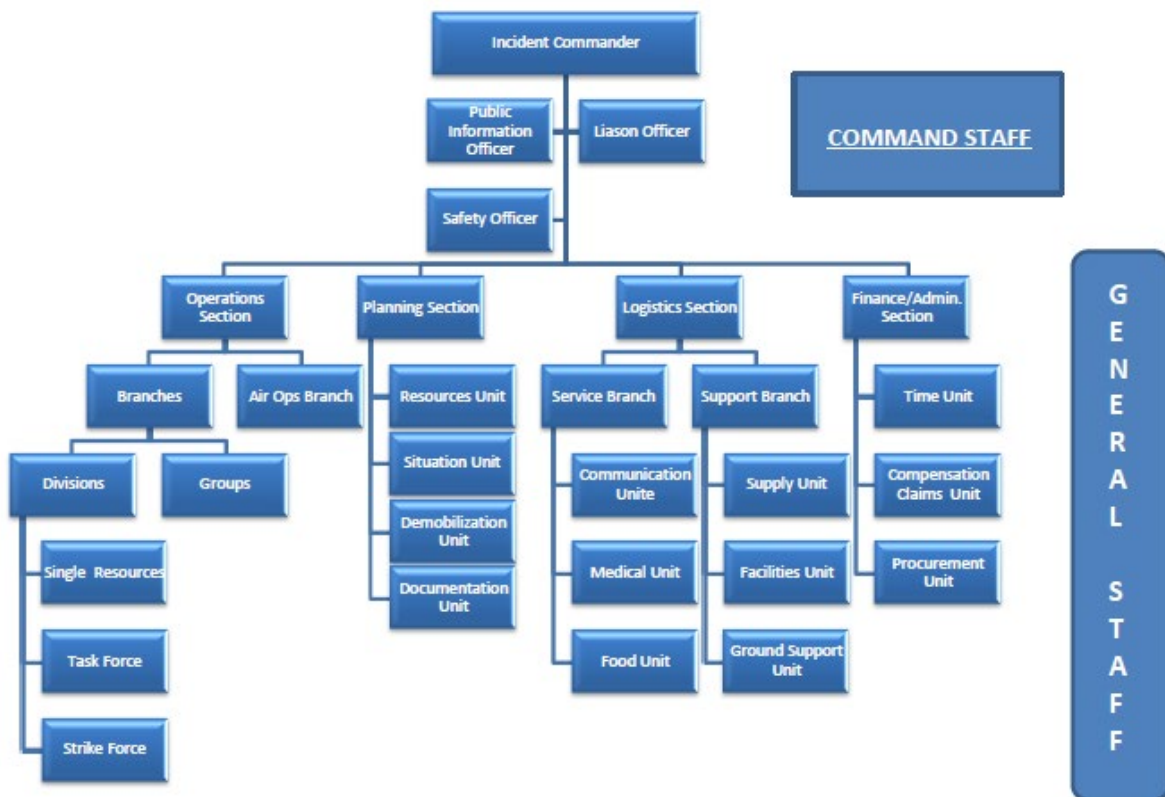 Incident Commander
Public
Information
Officer
Liason Officer
COMMAND STAFF
Safety Officer
Operations
Section
Planning Section
Logistics Section
Finance/Admin.
Section
Branches
Air Ops Branch
Resources Unit
Service Branch
Support Branch
Time Unit
Divisions
Groups
Situation Unit
Communication
Unite
Supply Unit
Compensation
Claims Unit
Single Resources
Demobilization
Unit
Medical Unit
Facilities Unit
Procurement
Unit
Documentation
Unit
Task Force
Food Unit
Ground Support
Unit
Strike Force
G
E
N
E
R
A
L
S
T
A
F
F